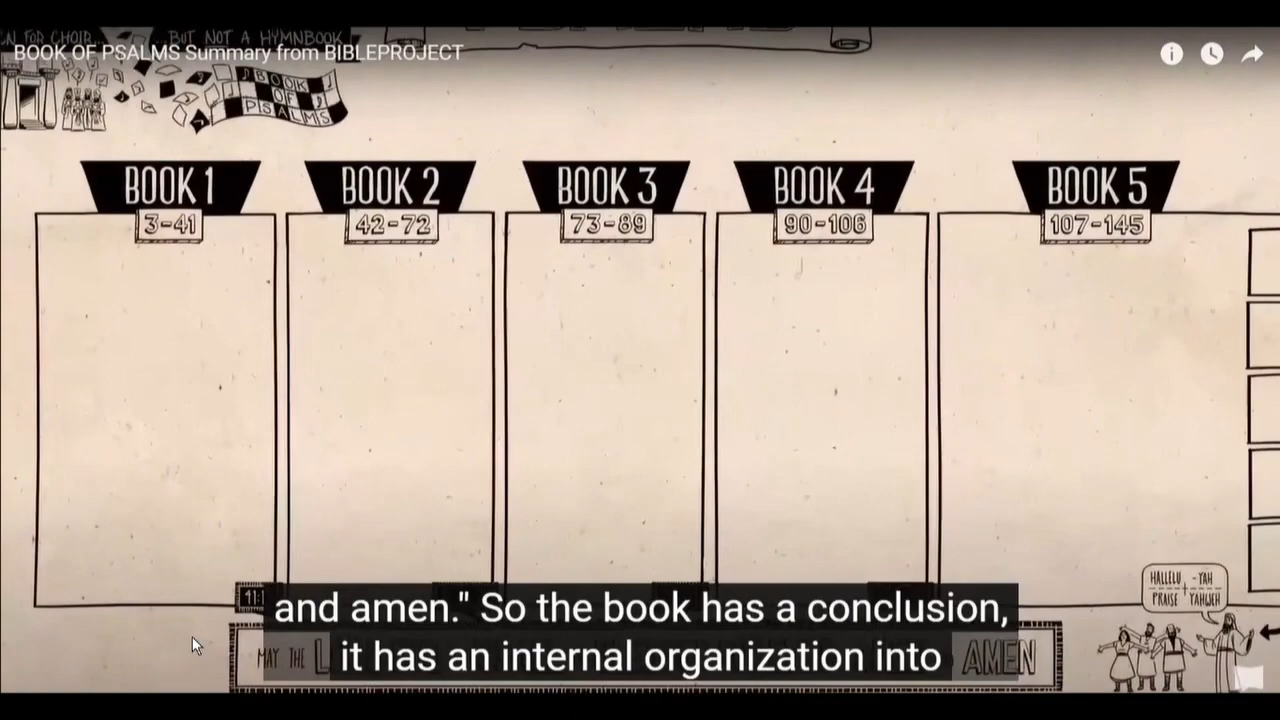 N FOR CHOIR... ...BUT NOT A HYMNBOOK
BOOK OF PSALMS Summary from BIBLEPROJECT
BOOK
OF
PSALMS
BOOK 1
3-41
BOOK 2
42-72
BOOK 3
73-89
BOOK 4
90-106
BOOK 5
107-145
HALLELU - YAH
PRAISE + YAHWEH
and amen." So the book has a conclusion,
it has an internal organization into
MAY THE L
AMEN